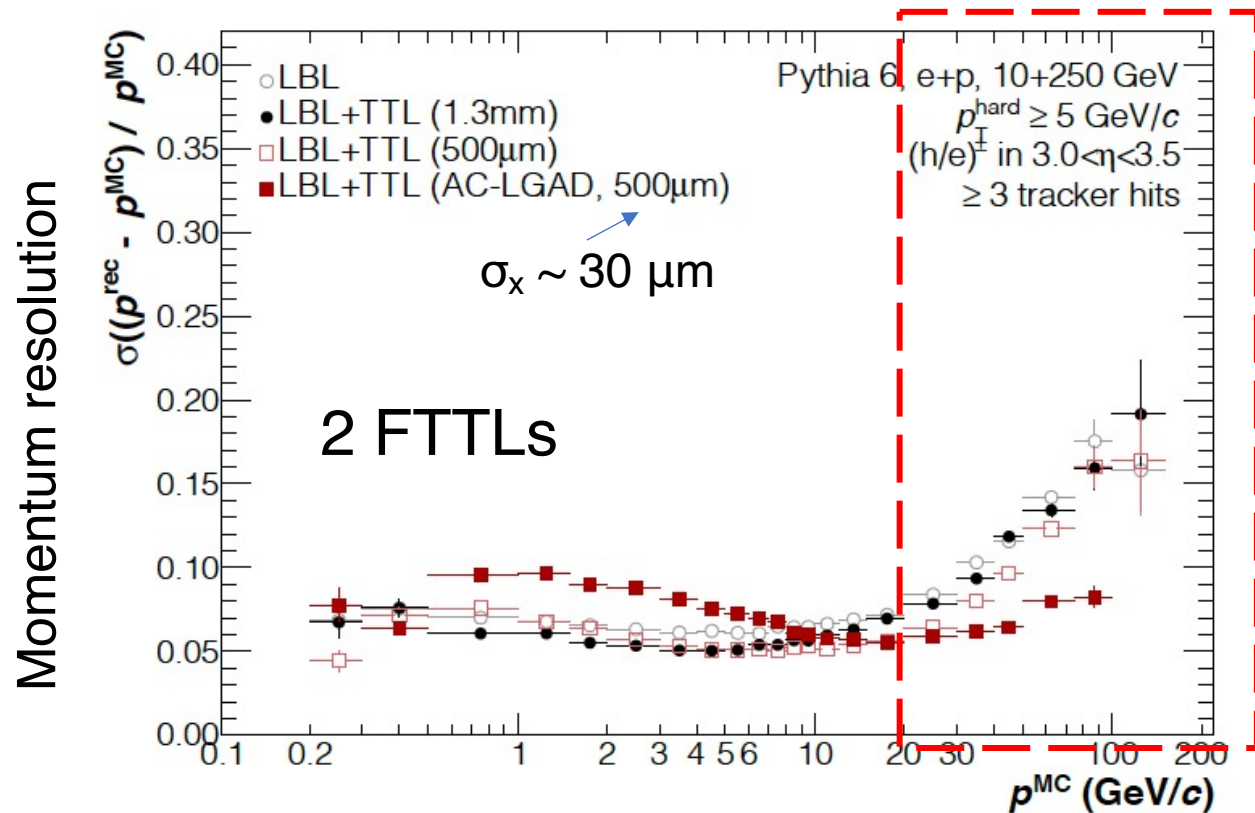 Momentum resolution
σ((p^rec - p^MC) / p^MC)
0.40
0.35
0.30
0.25
0.20
0.15
0.10
0.05
0.00
LBL
LBL+TTL (1.3mm)
LBL+TTL (500μm)
LBL+TTL (AC-LGAD, 500μm)
σx ~ 30 μm
Pythia 6, e+p, 10+250 GeV
p_T^hard ≥ 5 GeV/c
(h/e)^± in 3.0<η<3.5
≥ 3 tracker hits
2 FTTLs
0.1 0.2 1 2 3 4 5 6 10 20 30 100 200
p^MC (GeV/c)